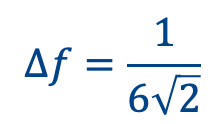 Δf = 1/(6√2)